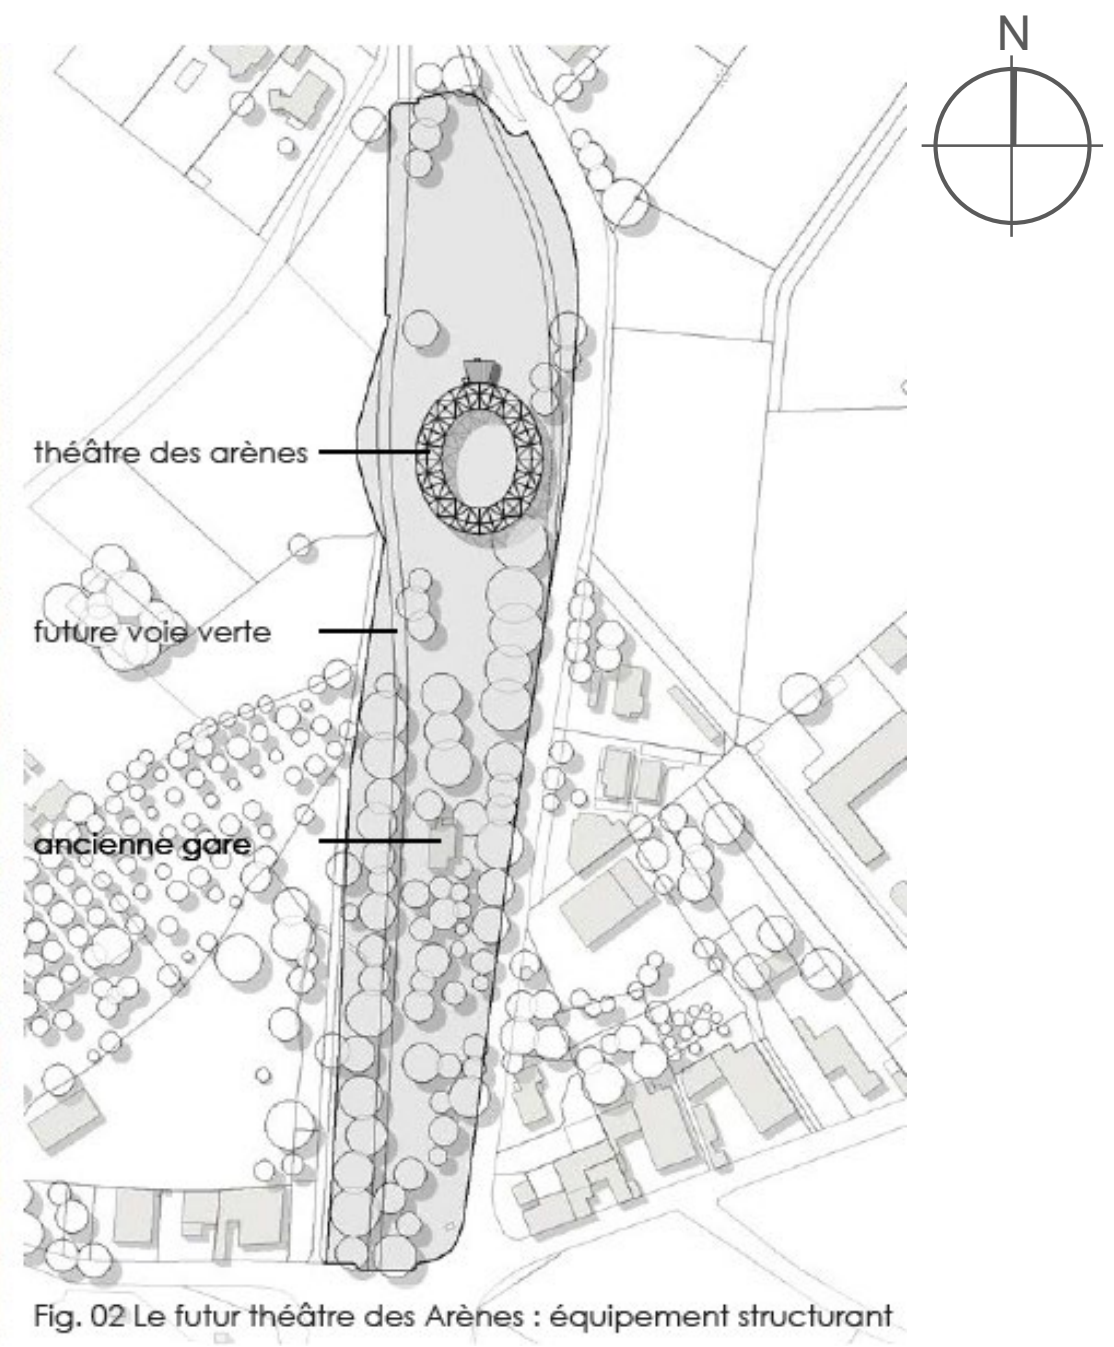 N
théâtre des arènes
future voie verte
ancienne gare
Fig. 02 Le futur théâtre des Arènes : équipement structurant